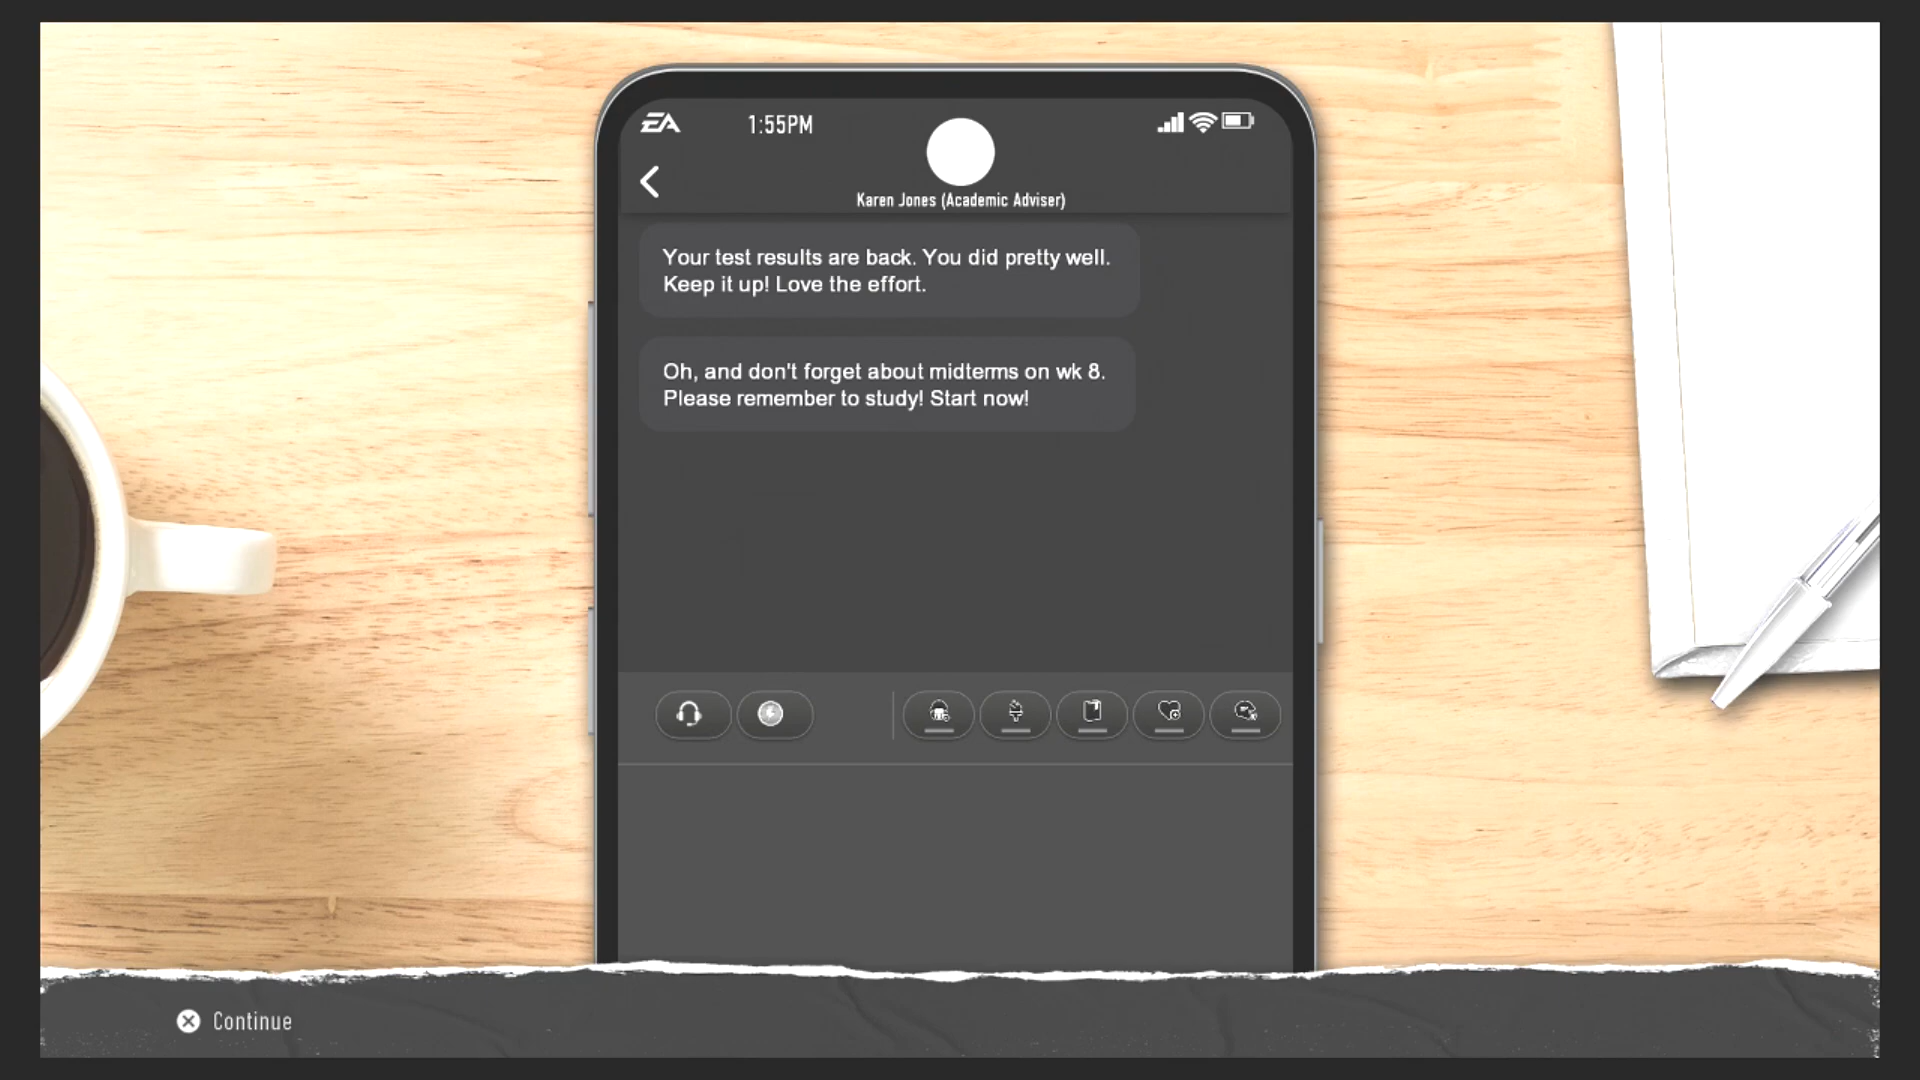 EA
1:55PM
Karen Jones (Academic Adviser)
Your test results are back. You did pretty well.
Keep it up! Love the effort.
Oh, and don't forget about midterms on wk 8.
Please remember to study! Start now!
Continue